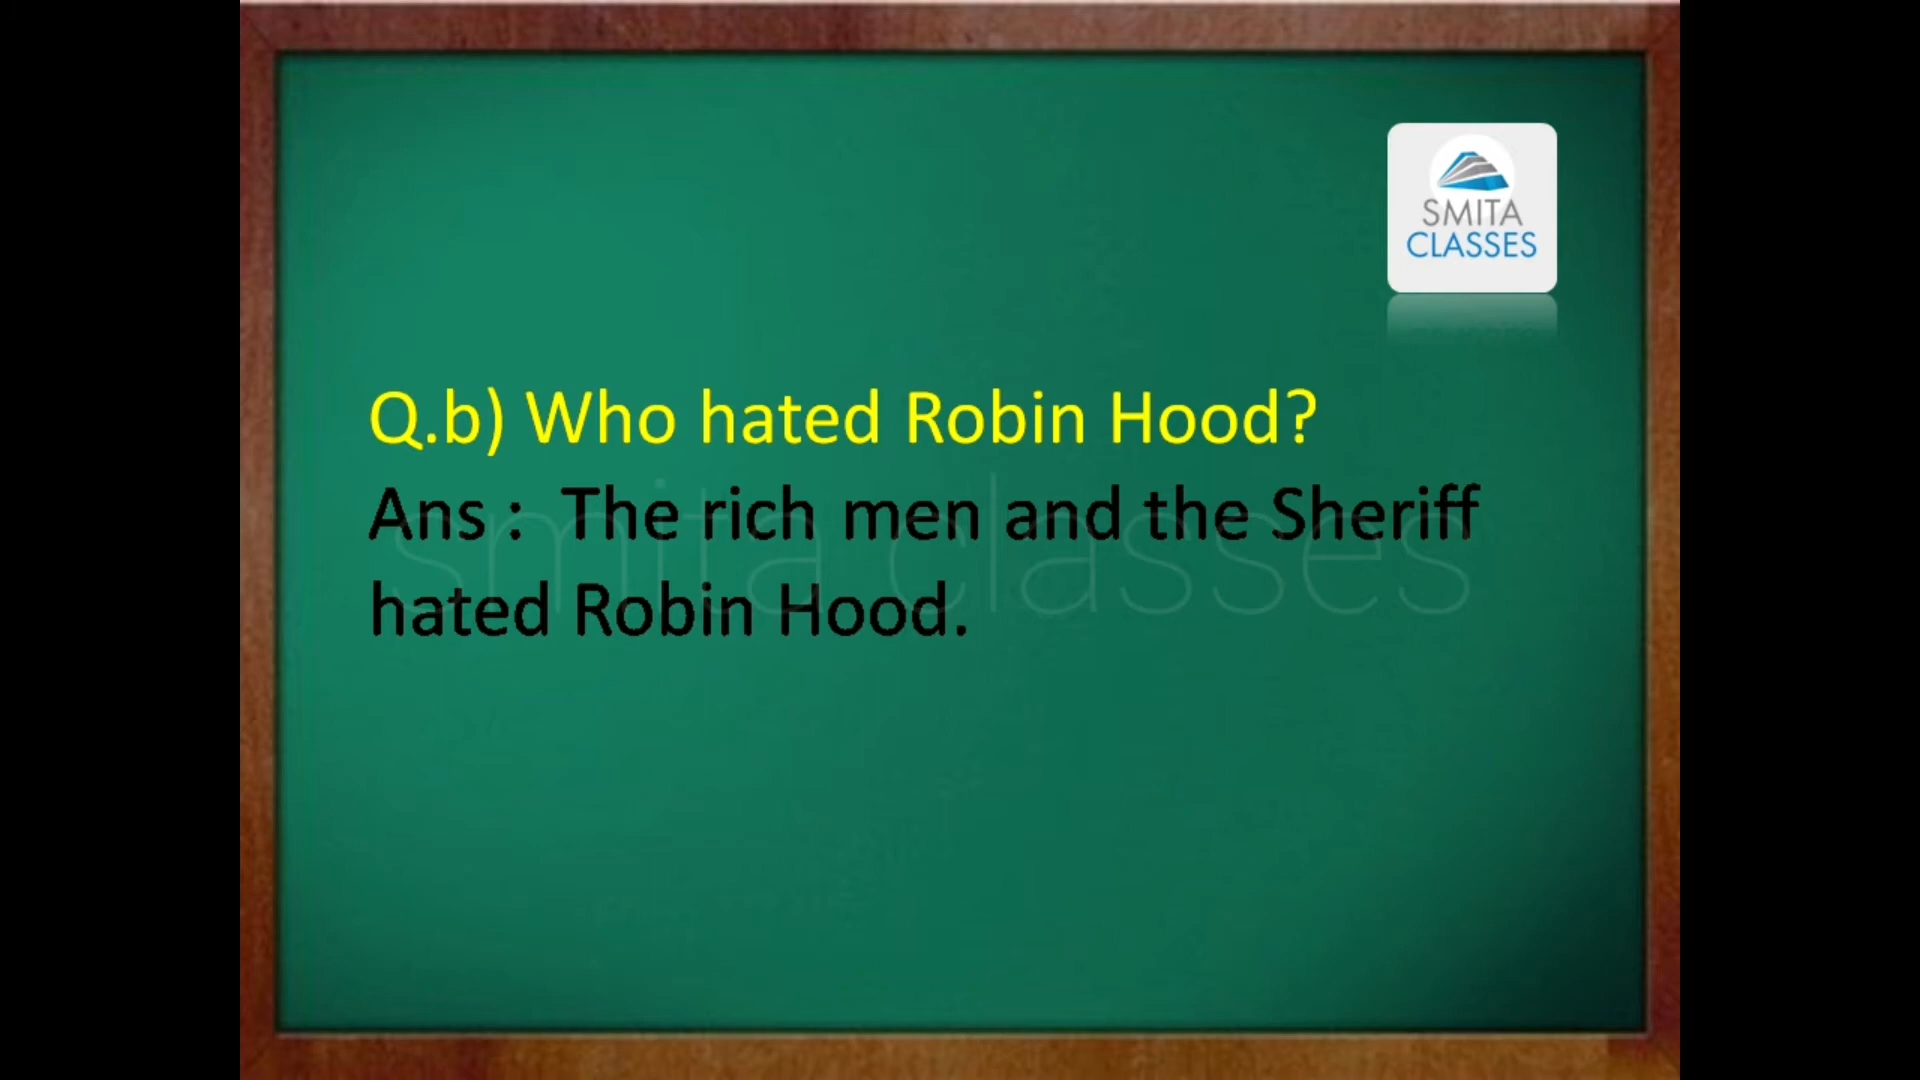 SMITA
CLASSES
Q.b) Who hated Robin Hood?
Ans : The rich men and the Sheriff
hated Robin Hood.
smita classes